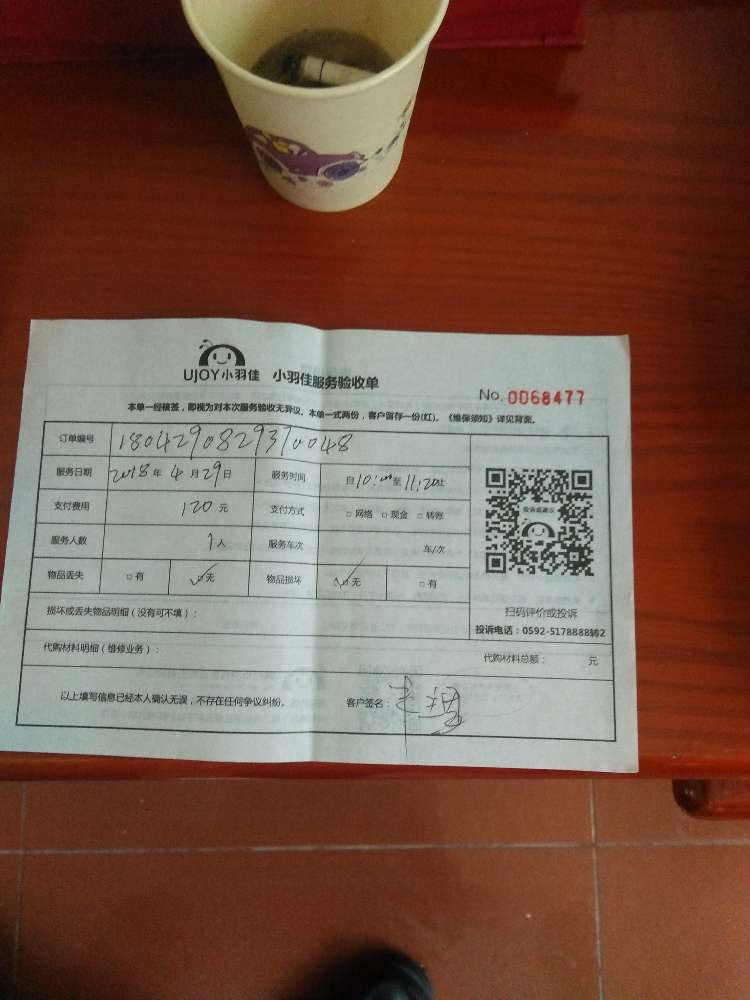 UJOY小羽佳 小羽佳服务验收单
No. 0068477
本单一经核签，即视为对本次服务验收无异议。本单一式两份，客户留存一份(红)。《维保须知》详见背面。
订单编号 1804290829370048
服务日期 2018年4月29日 服务时间 自10:00至11:20止
支付费用 120元 支付方式 □网络 □现金 □转账
服务人数 1人 服务车次 车/次
物品丢失 □有 ✓□无 物品损坏 ✓□无 □有
投诉或建议
扫码评价或投诉
投诉电话：0592-5178888转2
损坏或丢失物品明细（没有可不填）：
代购材料明细（维修业务）： 代购材料总额： 元
以上填写信息已经本人确认无误，不存在任何争议纠纷。 客户签名：